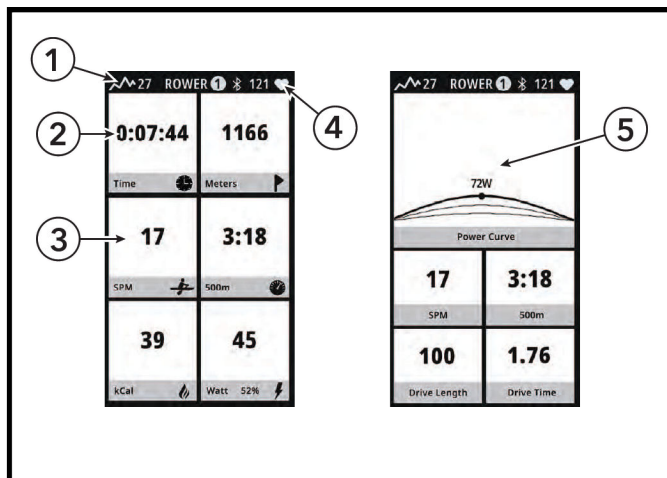 1
27 ROWER 1 121
2
0:07:44 1166
Time Meters
4
3
17 3:18
SPM 500m
39 45
kCal Watt 52%
27 ROWER 1 121
5
72W
Power Curve
17 3:18
SPM 500m
100 1.76
Drive Length Drive Time